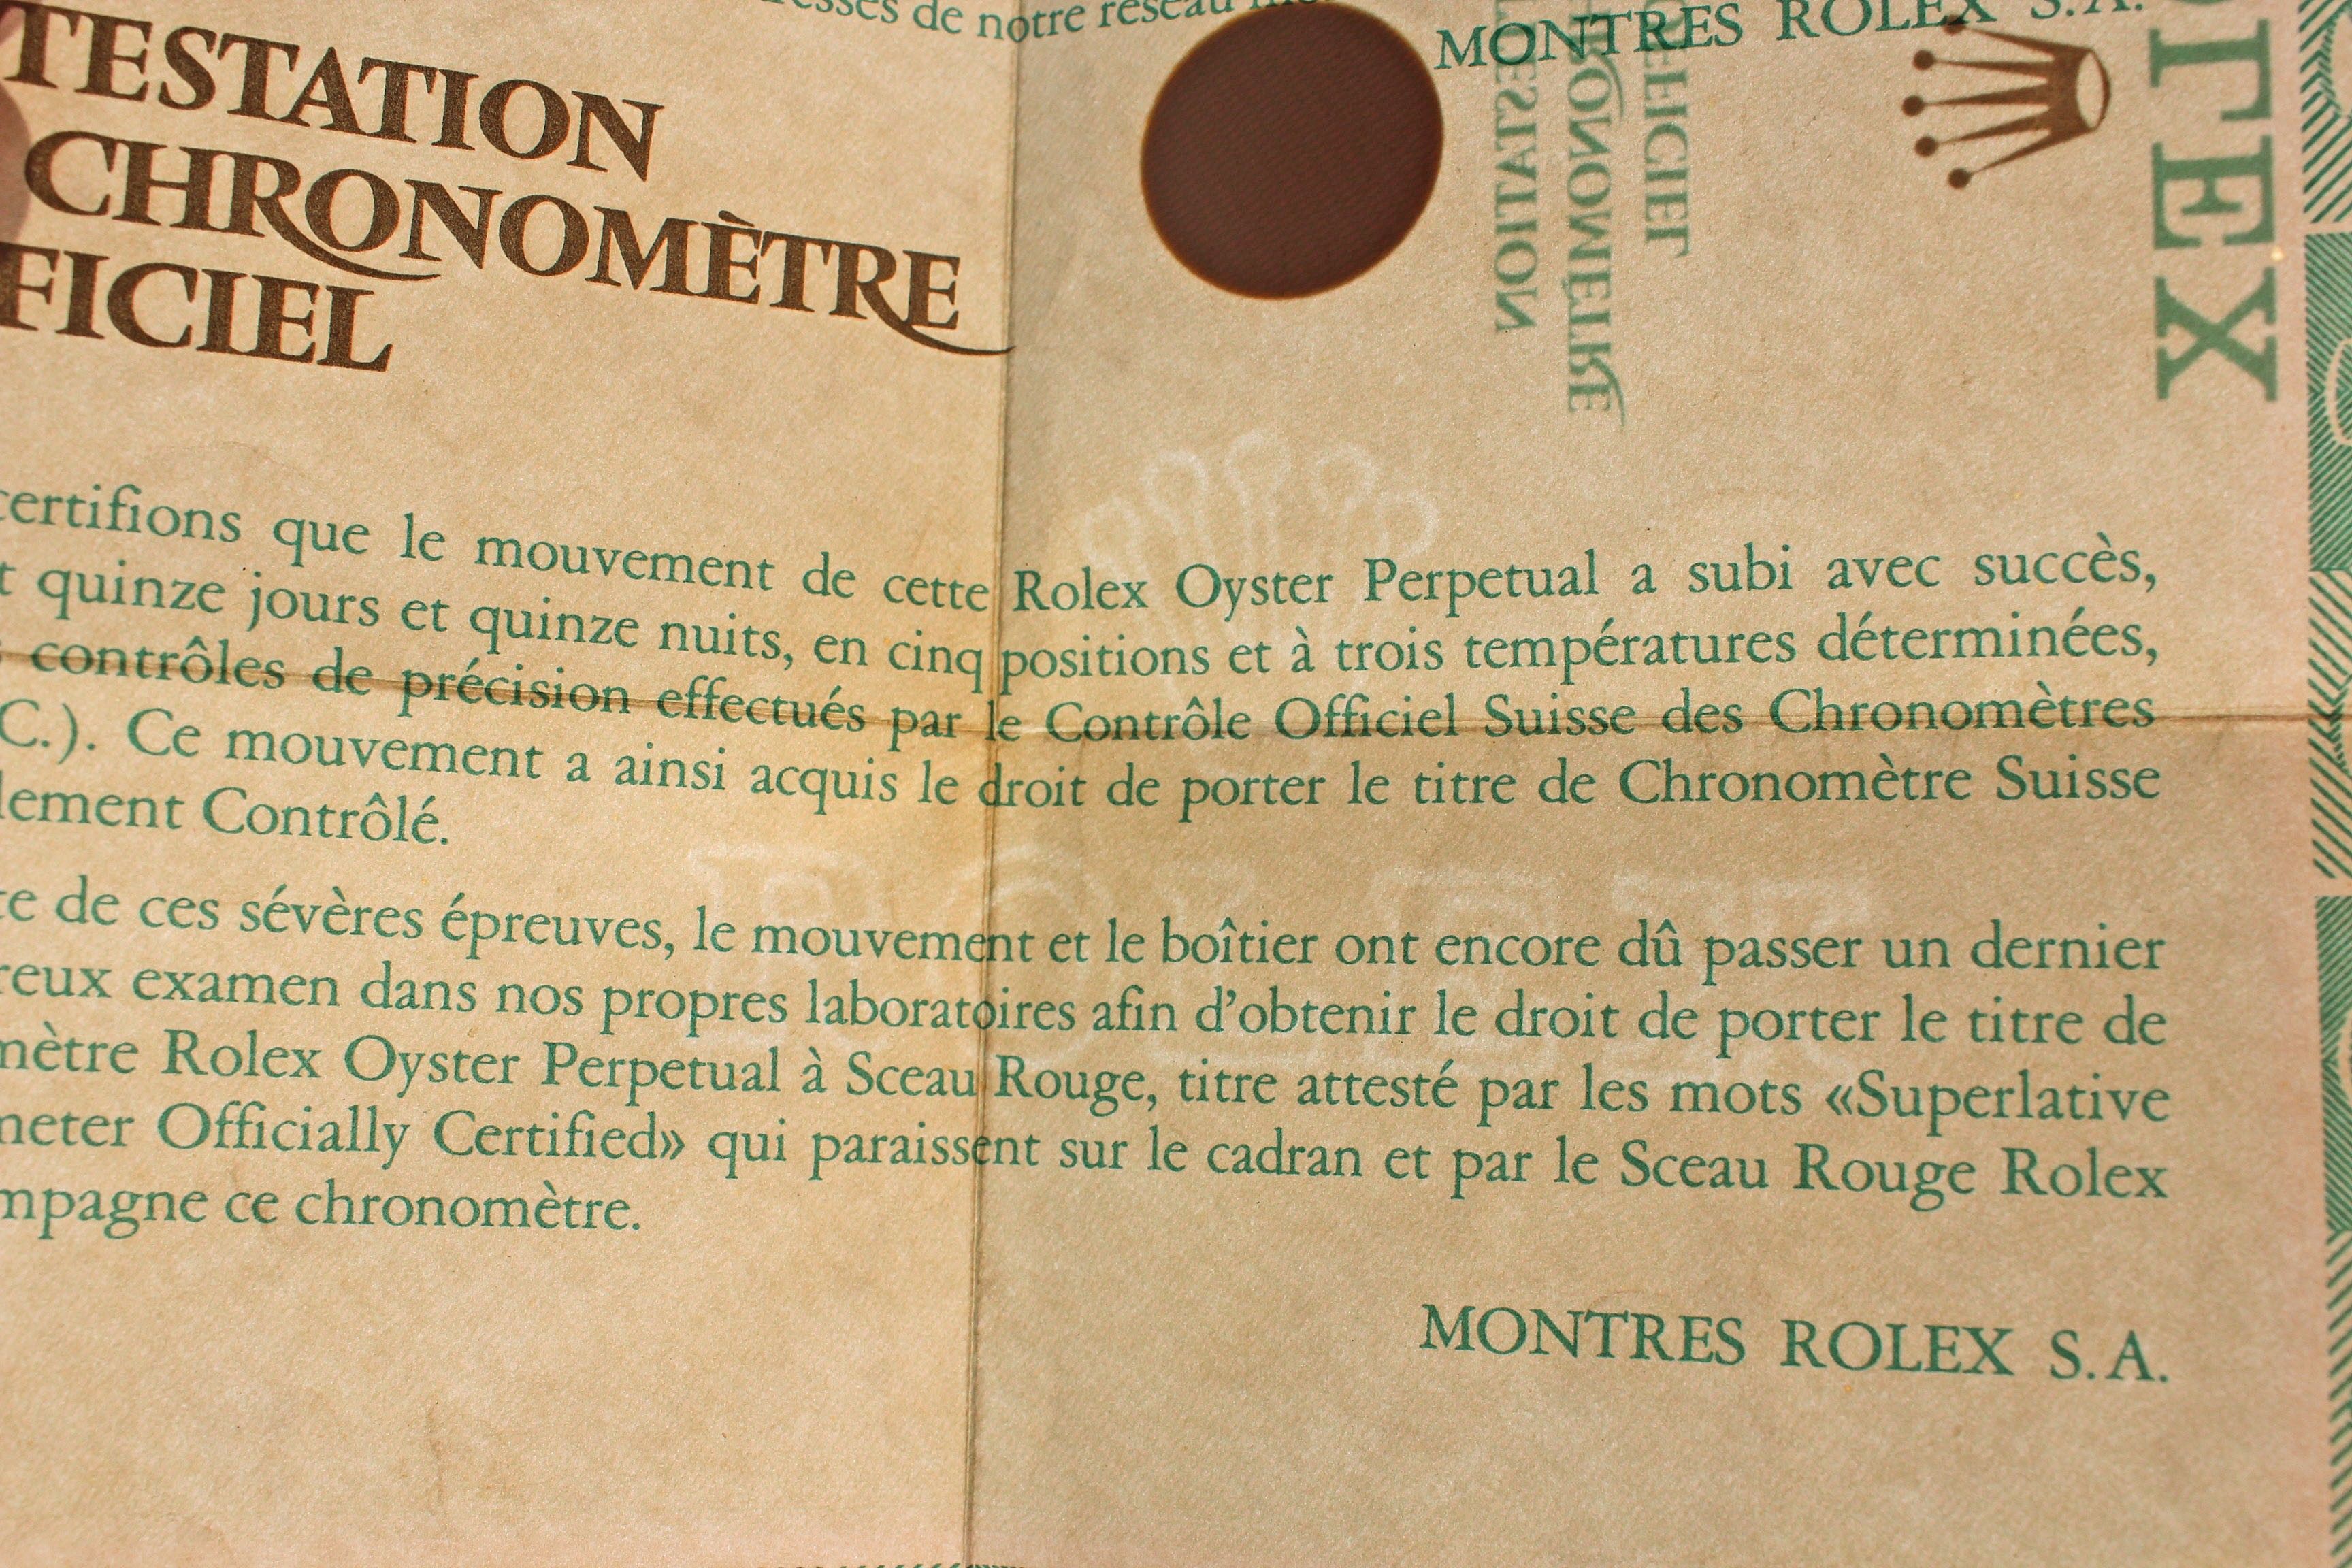 esses de notre réseau
MONTRES ROLEX S.A.
TESTATION
CHRONOMÈTRE
FICIEL
ATTESTATION
CHRONOMÈTRE
OFFICIEL
ROLEX
certifions que le mouvement de cette Rolex Oyster Perpetual a subi avec succès,
t quinze jours et quinze nuits, en cinq positions et à trois températures déterminées,
s contrôles de précision effectués par le Contrôle Officiel Suisse des Chronomètres
C.). Ce mouvement a ainsi acquis le droit de porter le titre de Chronomètre Suisse
lement Contrôlé.
te de ces sévères épreuves, le mouvement et le boîtier ont encore dû passer un dernier
reux examen dans nos propres laboratoires afin d’obtenir le droit de porter le titre de
mètre Rolex Oyster Perpetual à Sceau Rouge, titre attesté par les mots «Superlative
meter Officially Certified» qui paraissent sur le cadran et par le Sceau Rouge Rolex
mpagne ce chronomètre.
MONTRES ROLEX S.A.